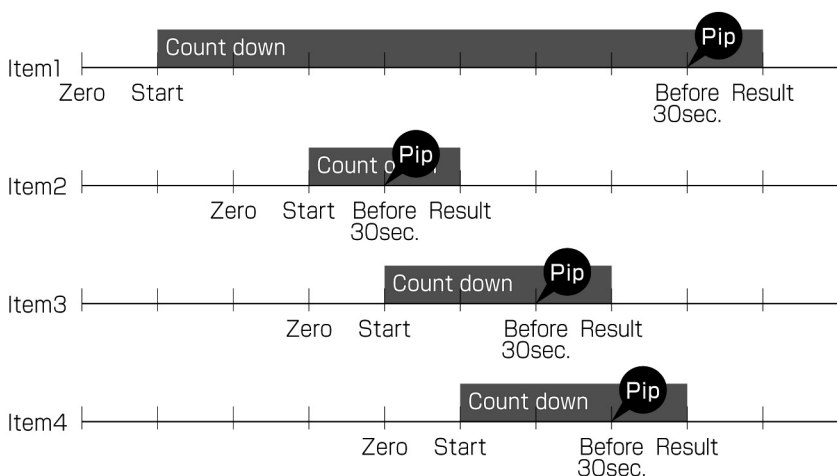 Count down
Pip
Item1
Zero Start Before Result
30sec.
Count down
Pip
Item2
Zero Start Before Result
30sec.
Count down
Pip
Item3
Zero Start Before Result
30sec.
Count down
Pip
Item4
Zero Start Before Result
30sec.